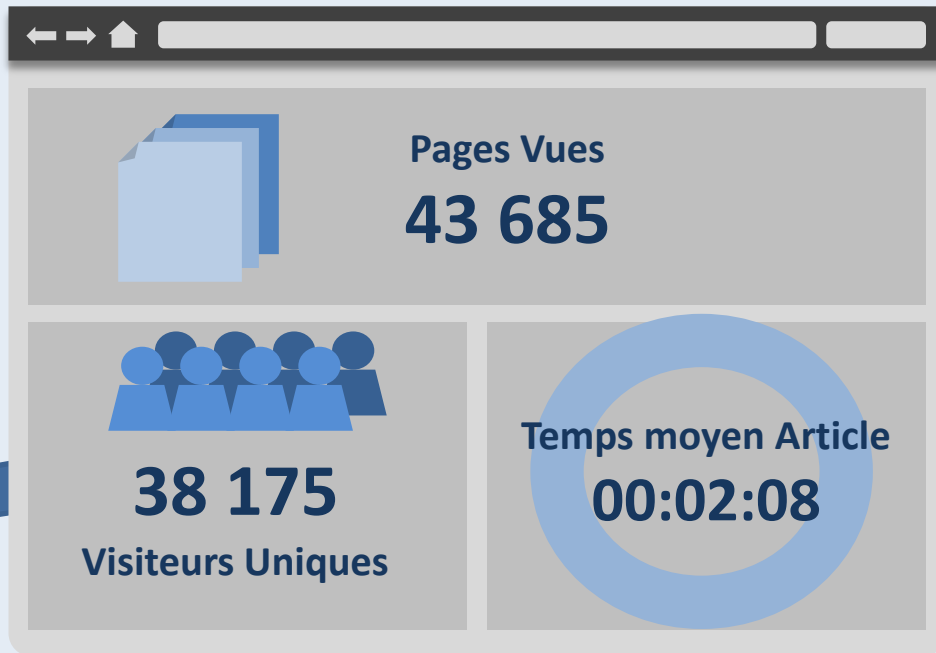 Pages Vues
43 685
38 175
Visiteurs Uniques
Temps moyen Article
00:02:08